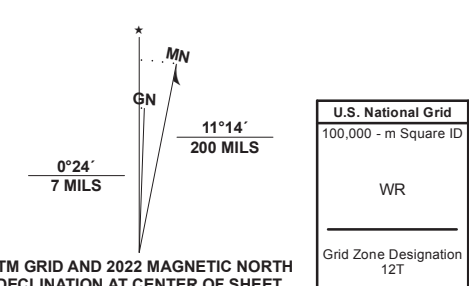 ★
MN
GN
11°14´
200 MILS
0°24´
7 MILS
TM GRID AND 2022 MAGNETIC NORTH
DECLINATION AT CENTER OF SHEET
U.S. National Grid
100,000 - m Square ID
WR
Grid Zone Designation
12T